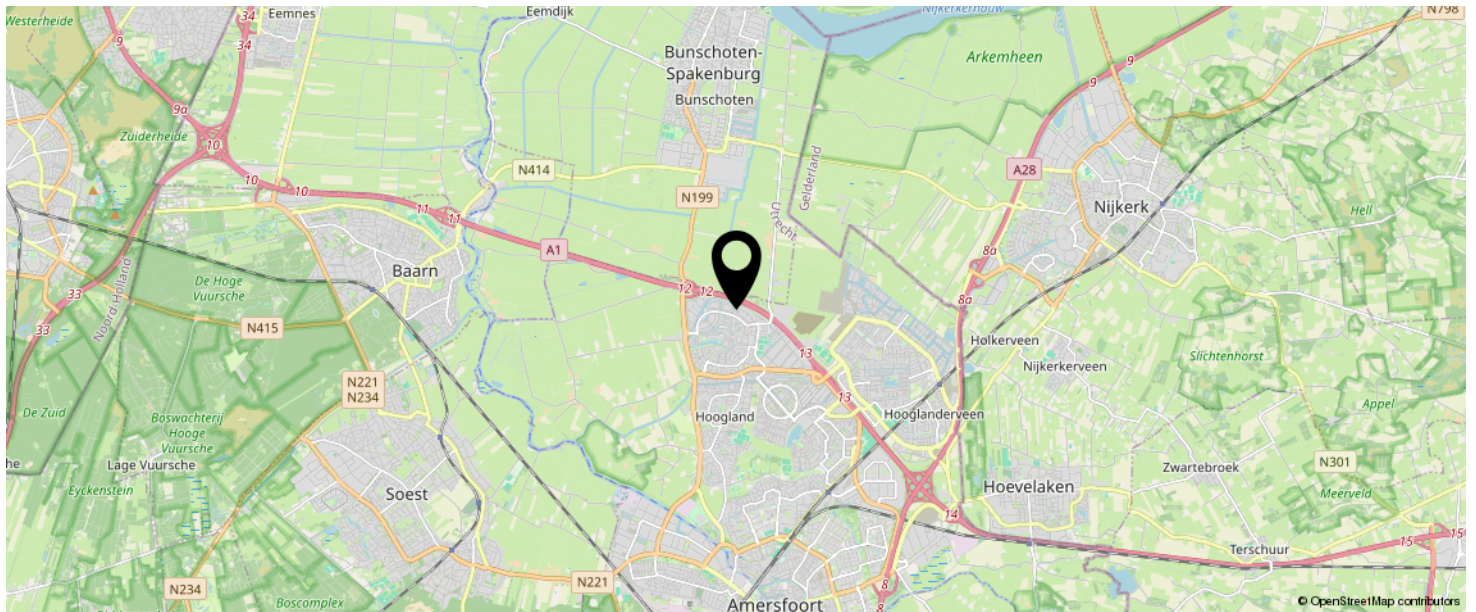 Westerheide
34
Eemnes
Eemdijk
Nijkerkernauw
N798
9
34
Bunschoten-
Spakenburg
Arkemheen
9
9
Bunschoten
9a
Zuiderheide
10
N414
Gelderland
A28
10
10
N199
11
11
Utrecht
Nijkerk
Hell
A1
8a
Baarn
De Hoge
Vuursche
12
12
33
8a
Noord Holland
33
N415
Holkerveen
13
Slichtenhorst
Nijkerkerveen
N221
N234
13
De Zuid
Boswachterij
Hooge
Vuursche
Hoogland
Hooglanderveen
Appel
he
Lage Vuursche
Zwartebroek
N301
Eyckenstein
Soest
Hoevelaken
Meerveld
14
15
15
Terschuur
N234
N221
8
Boscomplex
Amersfoort
8
© OpenStreetMap contributors